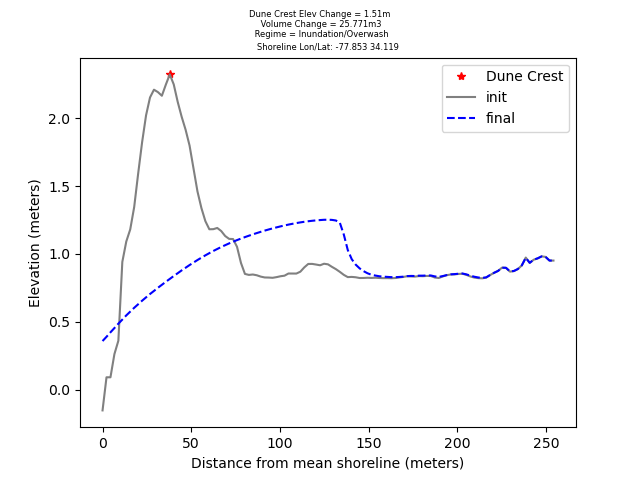 Dune Crest Elev Change = 1.51m
Volume Change = 25.771m3
Regime = Inundation/Overwash
Shoreline Lon/Lat: -77.853 34.119
Dune Crest
init
final
2.0
1.5
1.0
0.5
0.0
Elevation (meters)
0 50 100 150 200 250
Distance from mean shoreline (meters)